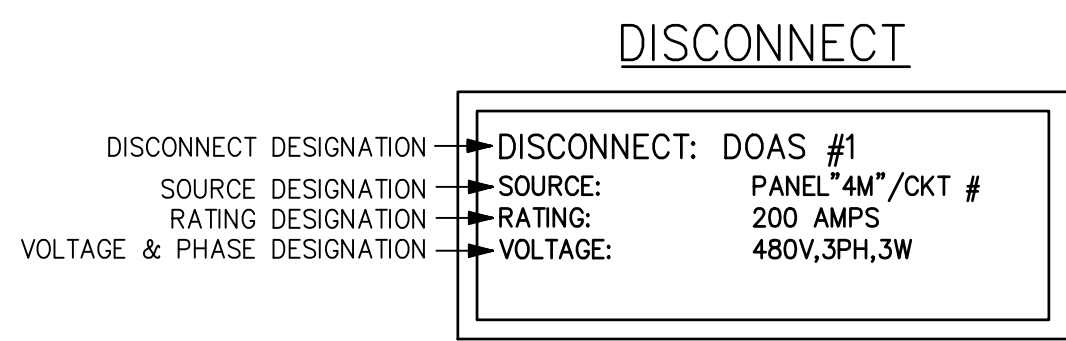 DISCONNECT
DISCONNECT DESIGNATION DISCONNECT: DOAS #1
SOURCE DESIGNATION SOURCE: PANEL"4M"/CKT #
RATING DESIGNATION RATING: 200 AMPS
VOLTAGE & PHASE DESIGNATION VOLTAGE: 480V,3PH,3W